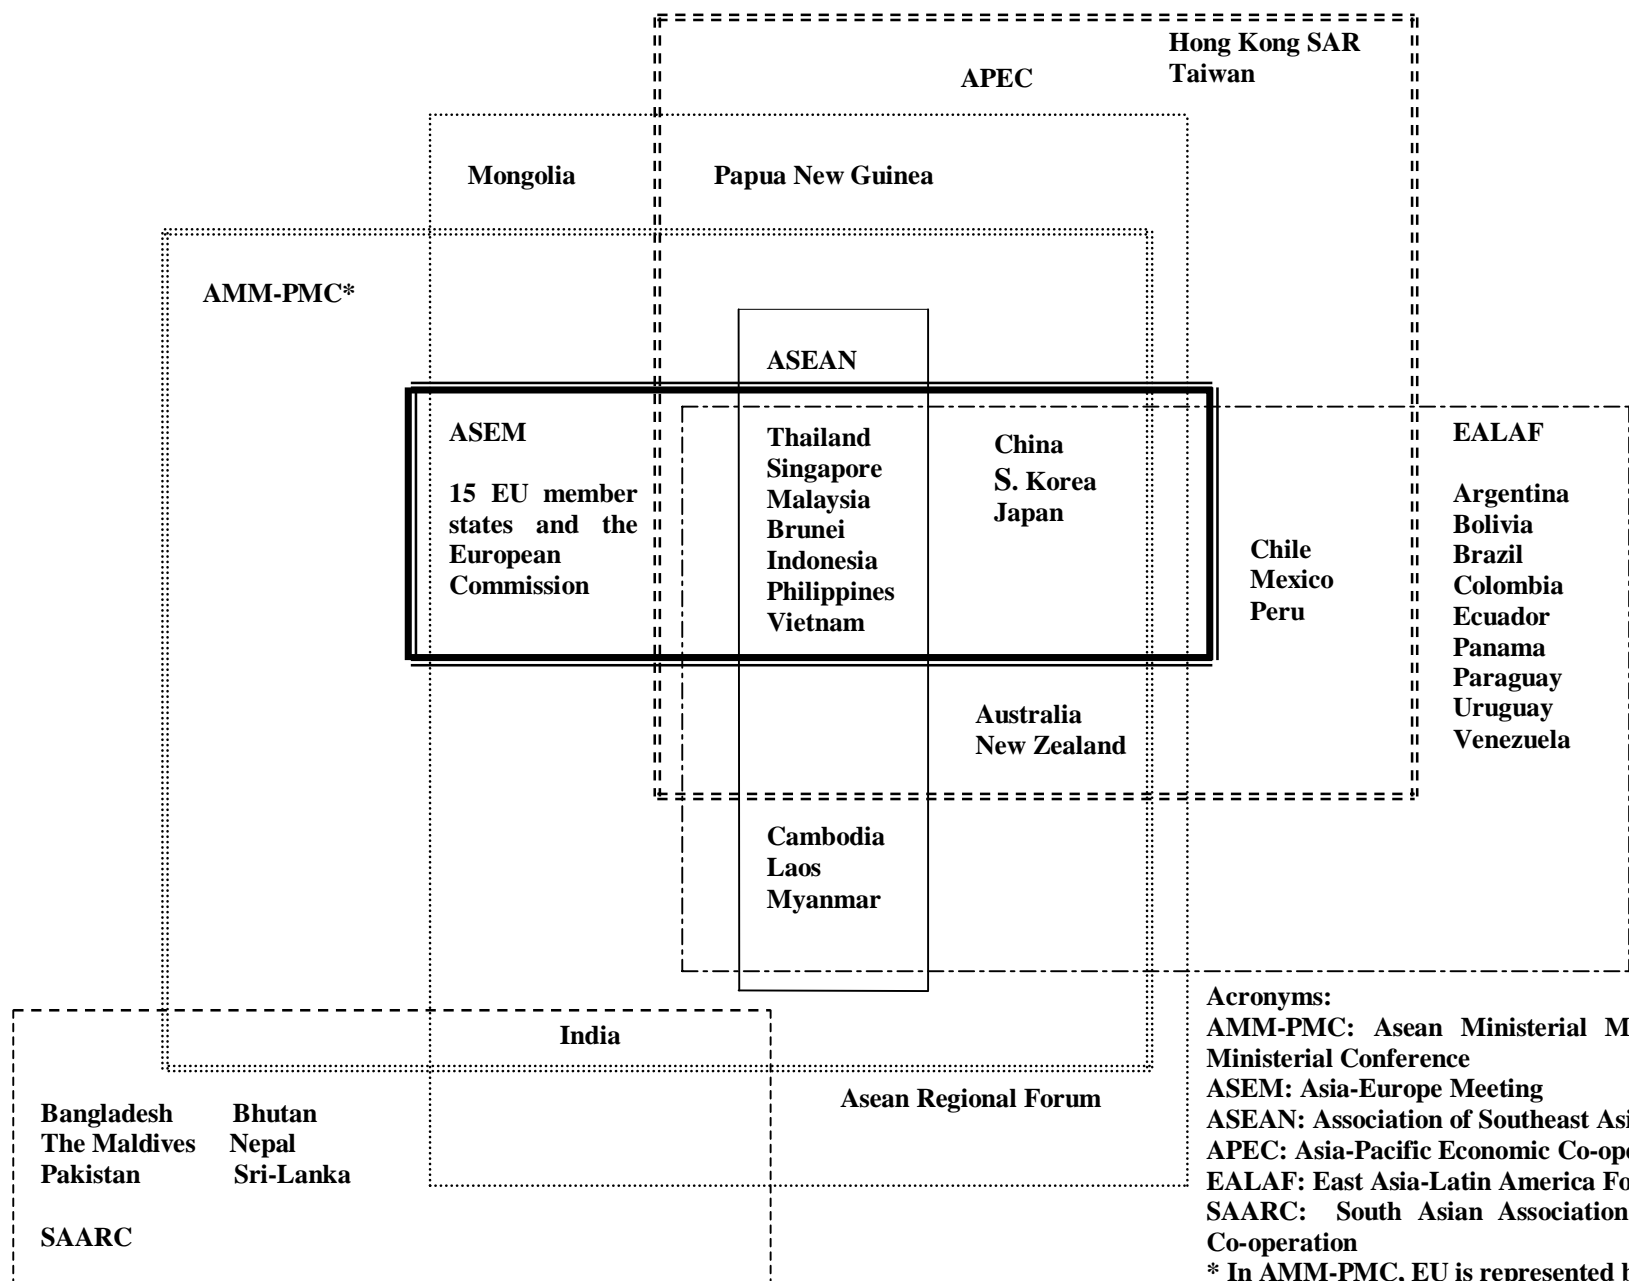 Hong Kong SAR
Taiwan
APEC
Mongolia
Papua New Guinea
AMM-PMC*
ASEAN
ASEM
15 EU member
states and the
European
Commission
Thailand
Singapore
Malaysia
Brunei
Indonesia
Philippines
Vietnam
China
S. Korea
Japan
Chile
Mexico
Peru
EALAF
Argentina
Bolivia
Brazil
Colombia
Ecuador
Panama
Paraguay
Uruguay
Venezuela
Australia
New Zealand
Cambodia
Laos
Myanmar
India
Asean Regional Forum
Bangladesh Bhutan
The Maldives Nepal
Pakistan Sri-Lanka
SAARC
Acronyms:
AMM-PMC: Asean Ministerial
Ministerial Conference
ASEM: Asia-Europe Meeting
ASEAN: Association of Southeast
APEC: Asia-Pacific Economic
EALAF: East Asia-Latin America
SAARC: South Asian Association
Co-operation
* In AMM-PMC, EU is represented